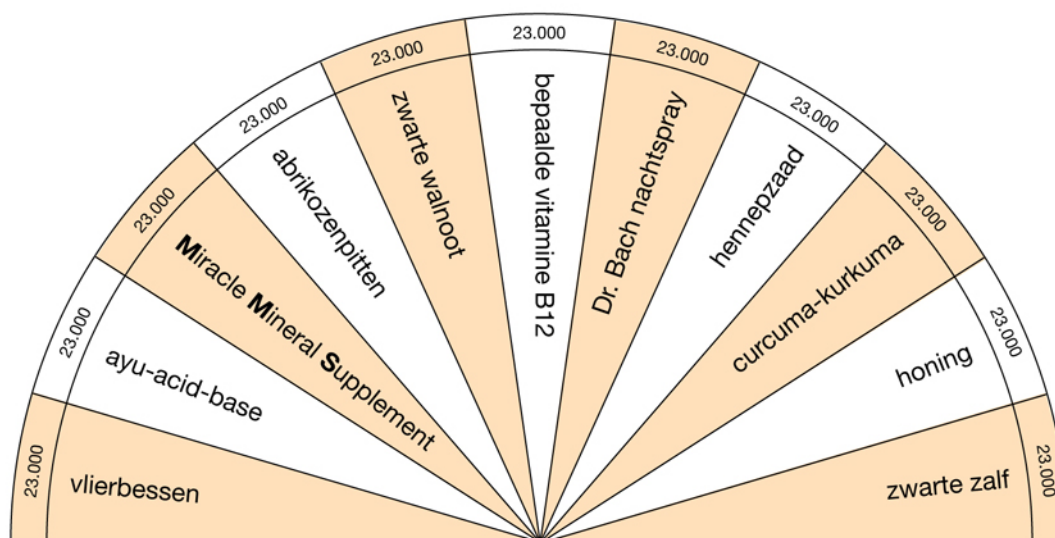 23.000
vlierbessen
23.000
ayu-acid-base
23.000
Miracle Mineral Supplement
23.000
abrikozenpitten
23.000
zwarte walnoot
23.000
bepaalde vitamine B12
23.000
Dr. Bach nachtspray
23.000
hennepzaad
23.000
curcuma-kurkuma
23.000
honing
23.000
zwarte zalf